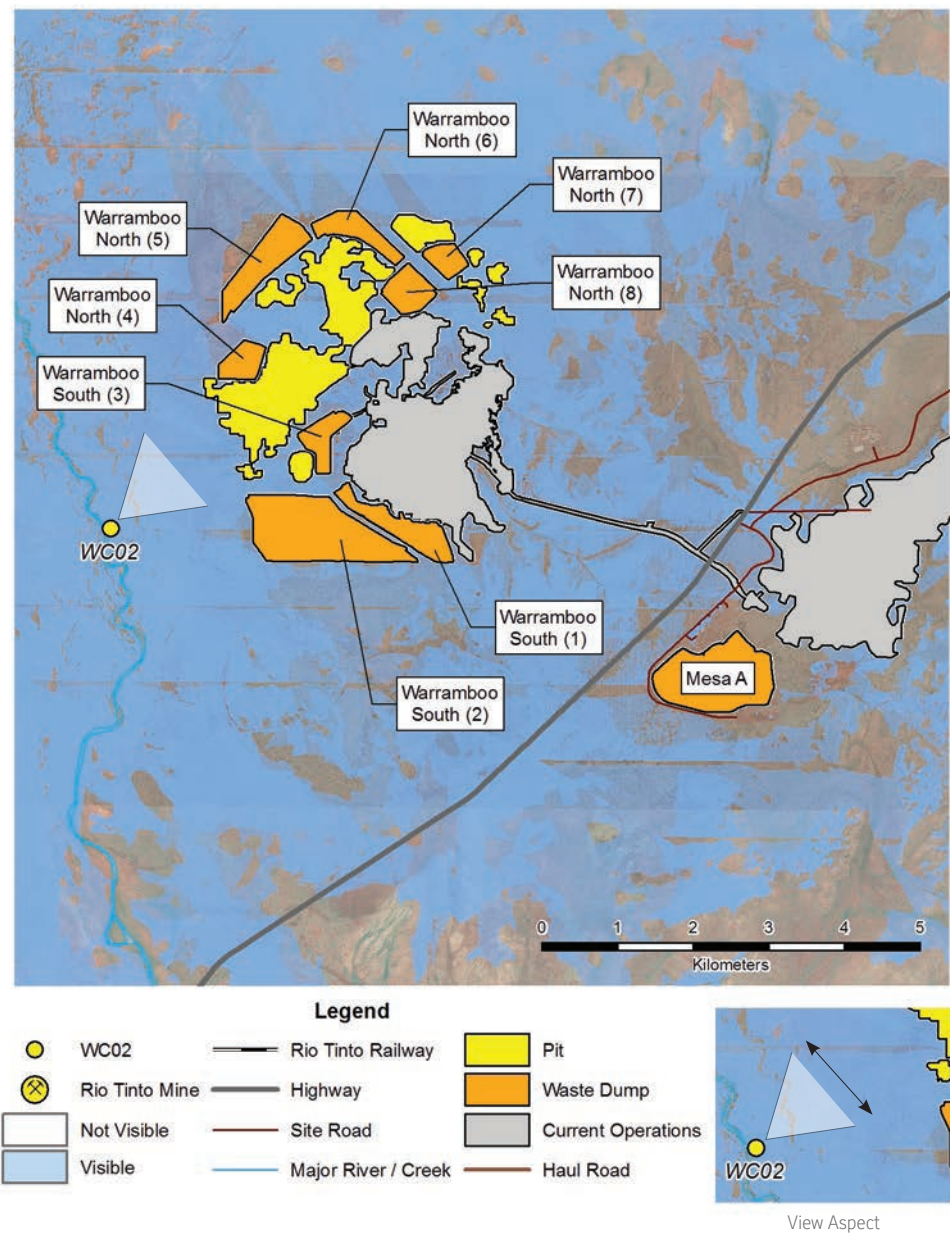 Warramboo
North (6)
Warramboo
North (7)
Warramboo
North (5)
Warramboo
North (8)
Warramboo
North (4)
Warramboo
South (3)
WC02
Warramboo
South (1)
Mesa A
Warramboo
South (2)
0 1 2 3 4 5
Kilometers
Legend
WC02
Rio Tinto Railway
Pit
Rio Tinto Mine
Highway
Waste Dump
Not Visible
Site Road
Current Operations
Visible
Major River / Creek
Haul Road
WC02
View Aspect